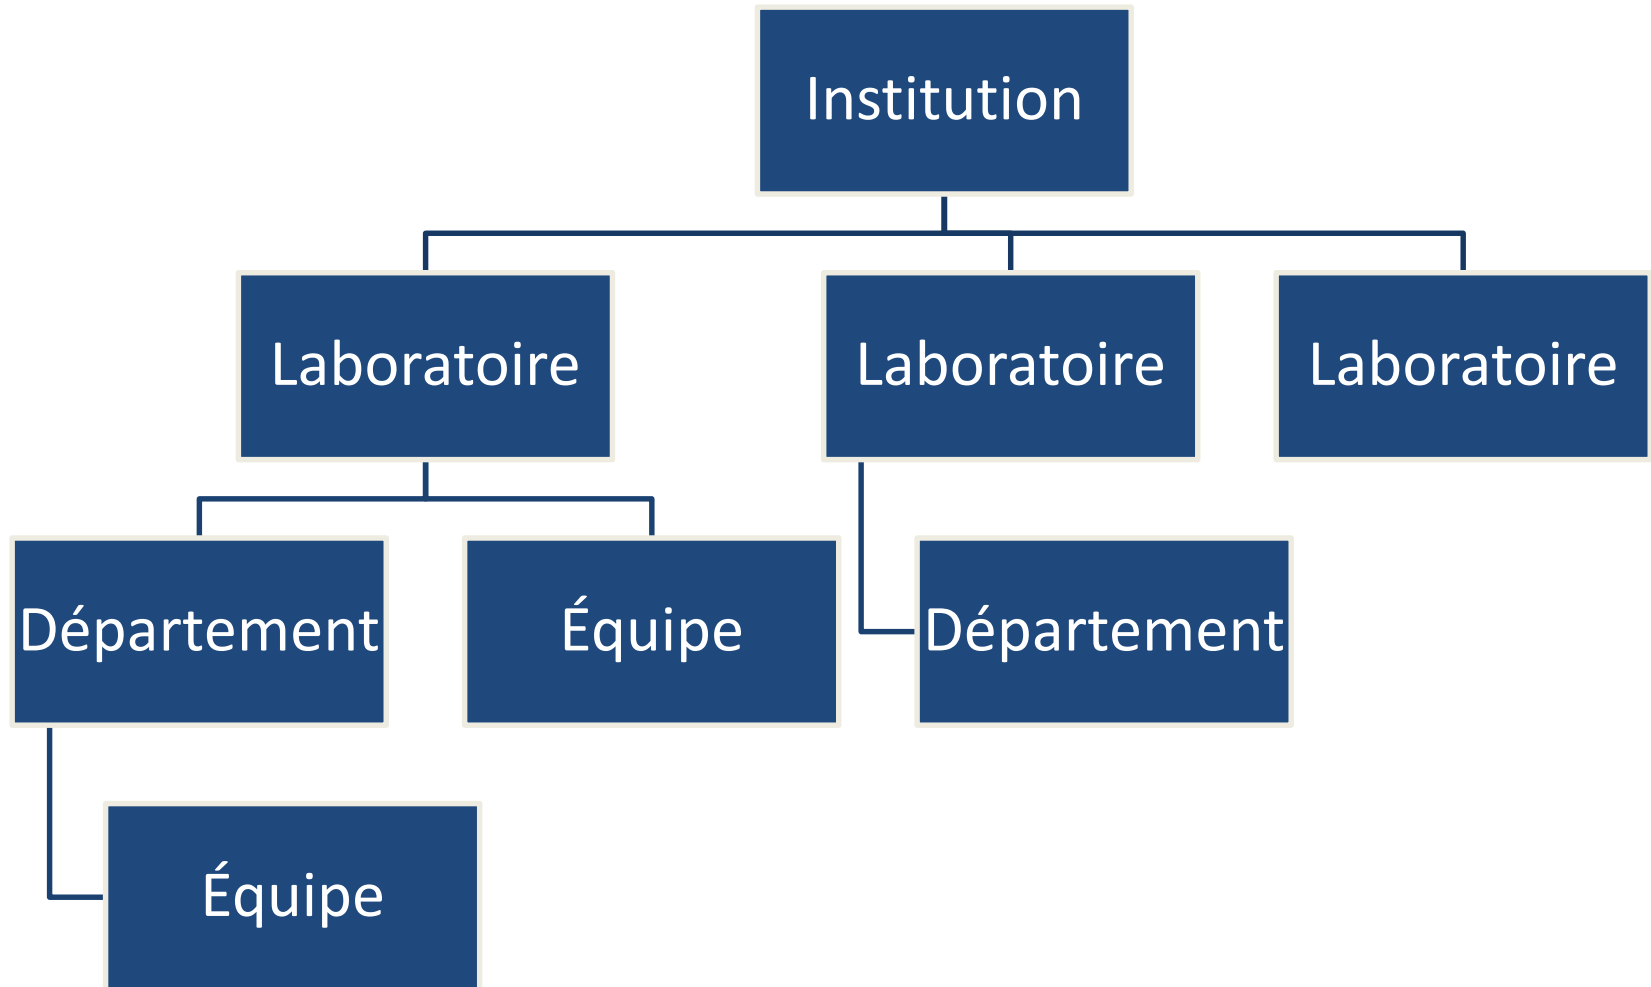 Institution
Laboratoire
Laboratoire
Laboratoire
Département
Équipe
Département
Équipe